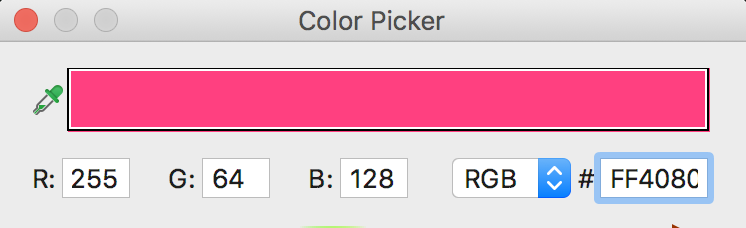 Color Picker
R: 255 G: 64 B: 128 RGB # FF4080